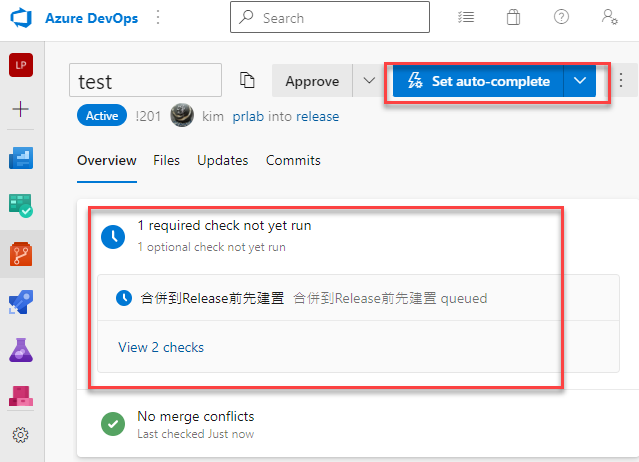 Azure DevOps
Search
LP
test
Approve
Set auto-complete
Active !201 kim prlab into release
Overview Files Updates Commits
1 required check not yet run
1 optional check not yet run
合併到Release前先建置 合併到Release前先建置 queued
View 2 checks
No merge conflicts
Last checked Just now